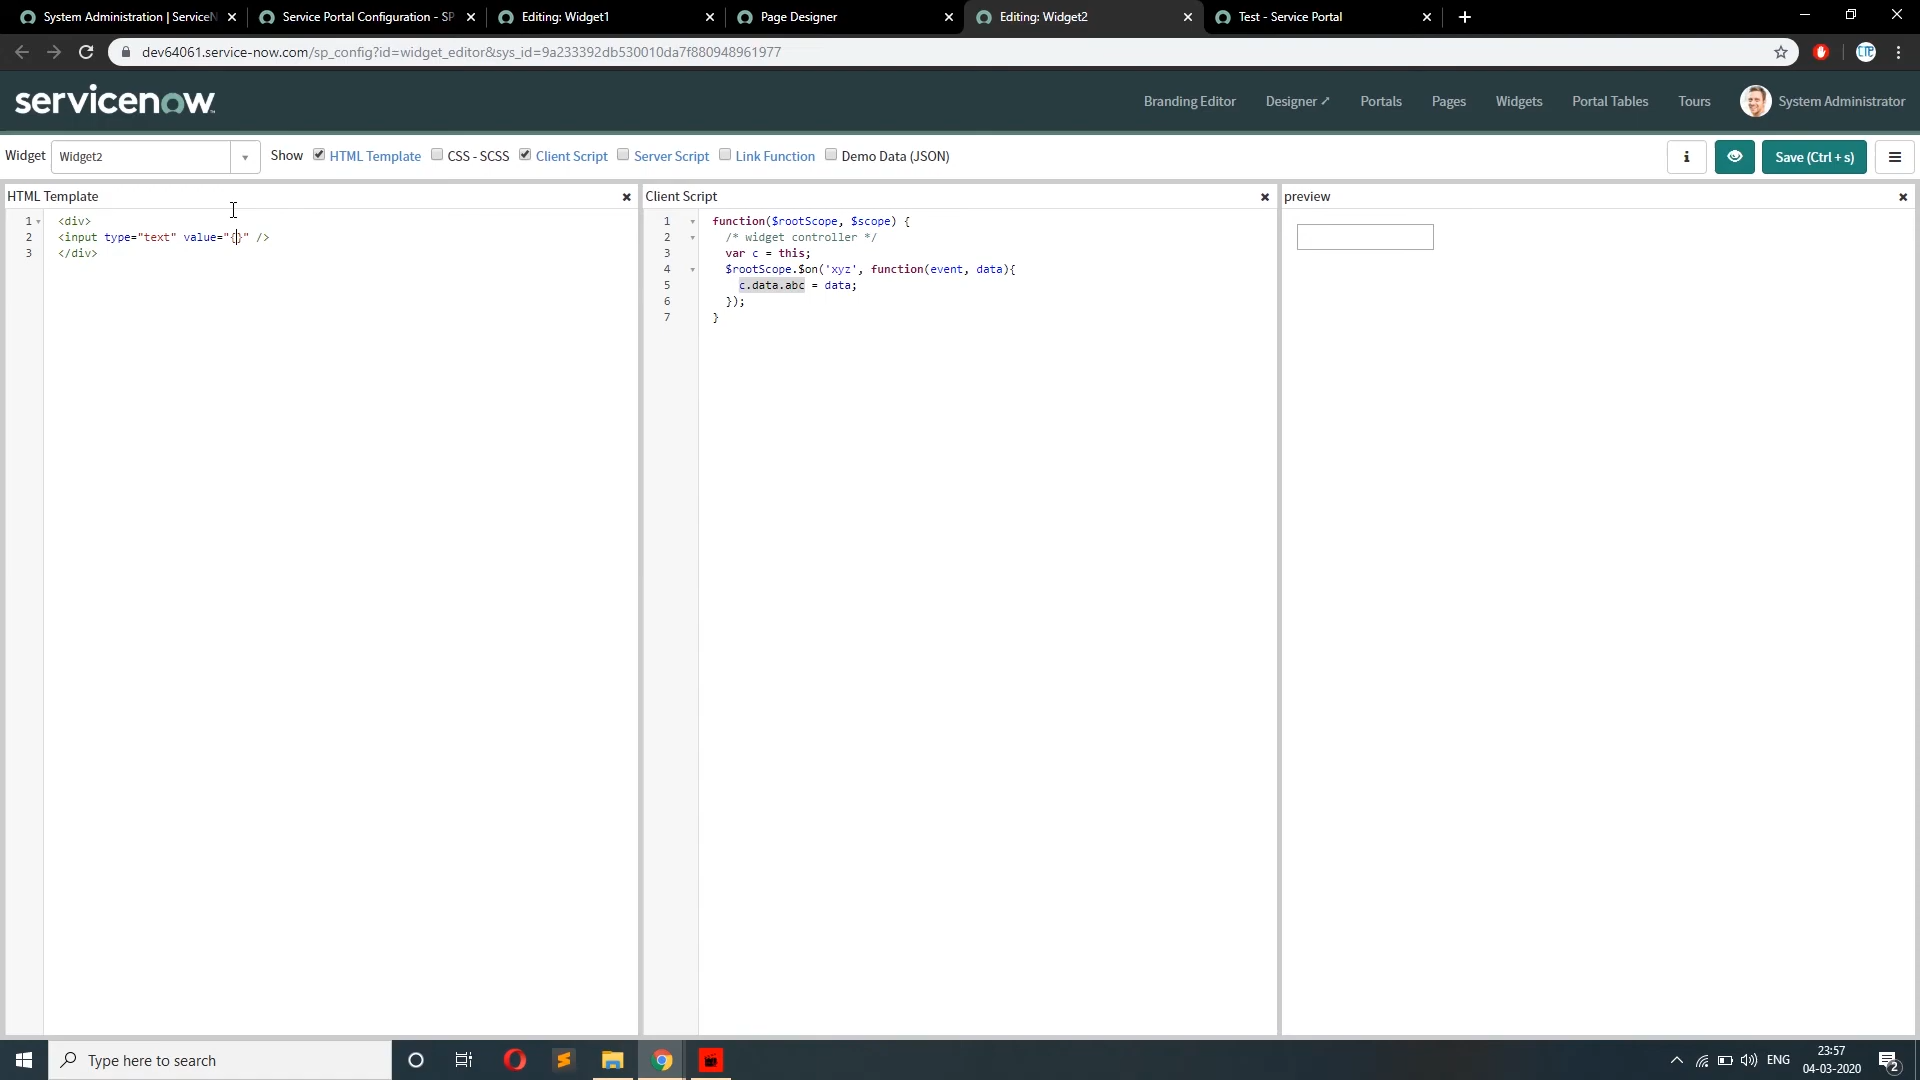 System Administration | ServiceN
Service Portal Configuration - SP
Editing: Widget1
Page Designer
Editing: Widget2
Test - Service Portal
dev64061.service-now.com/sp_config?id=widget_editor&sys_id=9a233392db530010da7f880948961977
servicenow
Branding Editor
Designer
Portals
Pages
Widgets
Portal Tables
Tours
System Administrator
Widget
Widget2
Show
HTML Template
CSS - SCSS
Client Script
Server Script
Link Function
Demo Data (JSON)
Save (Ctrl + s)
HTML Template
1 <div>
2 <input type="text" value="{}" />
3 </div>
Client Script
1 function($rootScope, $scope) {
2 /* widget controller */
3 var c = this;
4 $rootScope.$on('xyz', function(event, data){
5 c.data.abc = data;
6 });
7 }
preview
Type here to search
ENG
23:57
04-03-2020
2